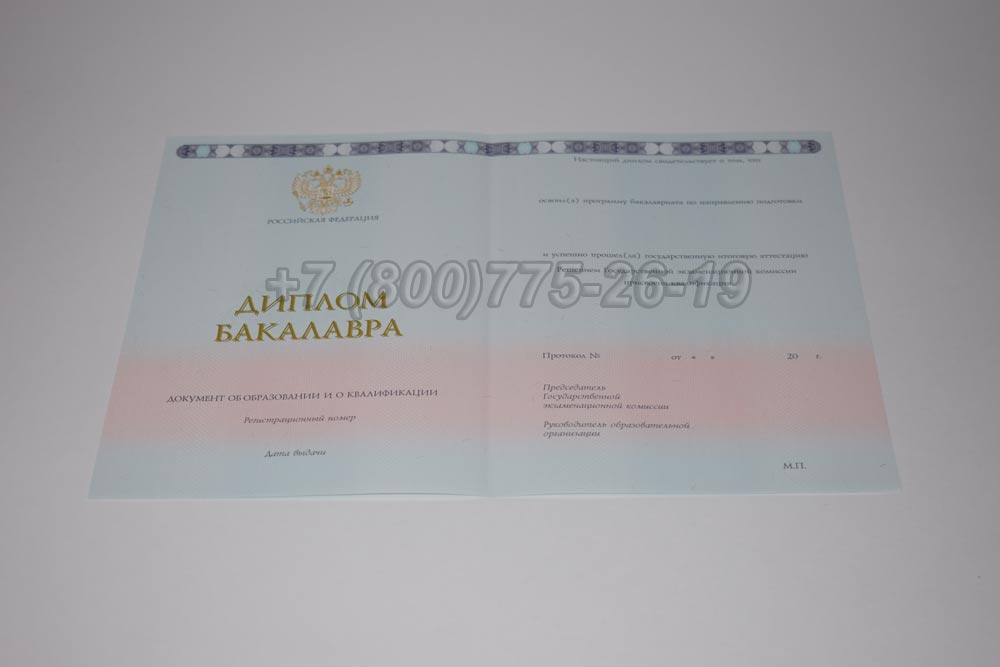 РОССИЙСКАЯ ФЕДЕРАЦИЯ
ДИПЛОМ
БАКАЛАВРА
ДОКУМЕНТ ОБ ОБРАЗОВАНИИ И О КВАЛИФИКАЦИИ
Регистрационный номер
Дата выдачи
Настоящий диплом свидетельствует о том, что
освоил(а) программу бакалавриата по направлению подготовки
и успешно прошел(ла) государственную итоговую аттестацию
Решением Государственной экзаменационной комиссии
присвоена квалификация
+7 (800)775-26-19
Протокол № от « » 20 г.
Председатель
Государственной
экзаменационной комиссии
Руководитель образовательной
организации
М.П.